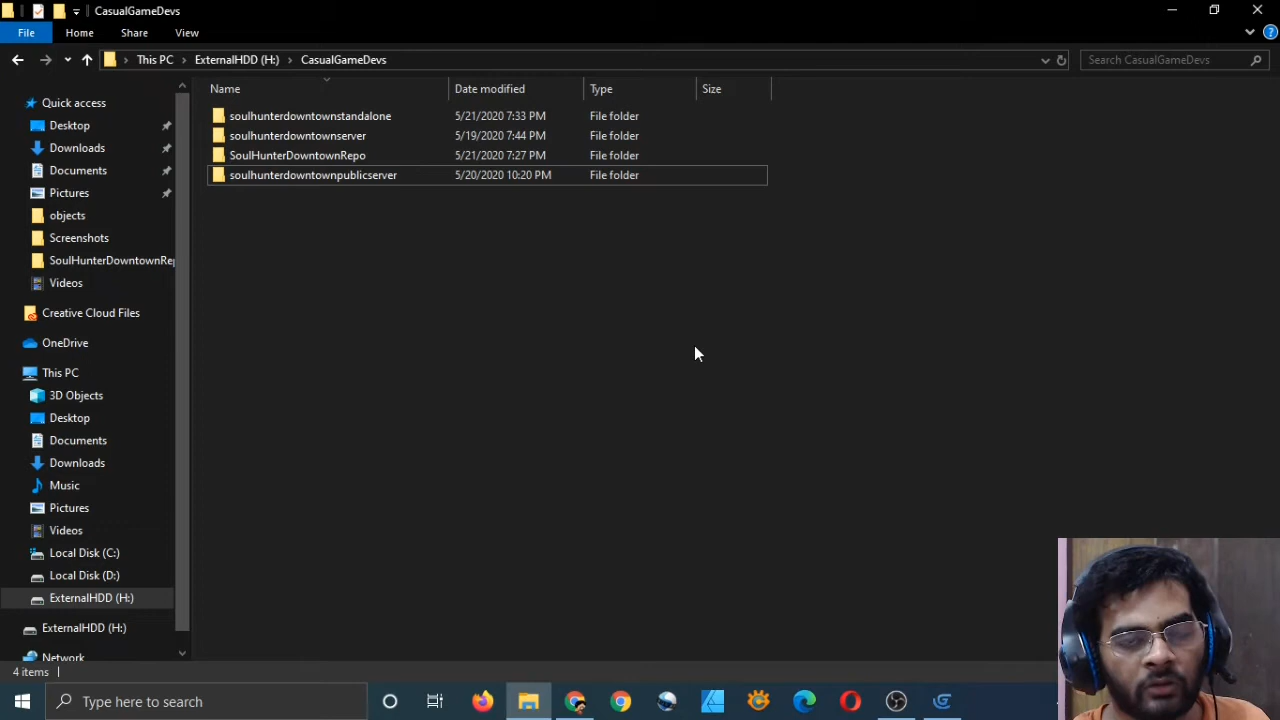 CasualGameDevs
File Home Share View
This PC ExternalHDD (H:) CasualGameDevs Search CasualGameDevs
Name Date modified Type Size
soulhunterdowntownstandalone 5/21/2020 7:33 PM File folder
soulhunterdowntownserver 5/19/2020 7:44 PM File folder
SoulHunterDowntownRepo 5/21/2020 7:27 PM File folder
soulhunterdowntownpublicserver 5/20/2020 10:20 PM File folder
Quick access
Desktop
Downloads
Documents
Pictures
objects
Screenshots
SoulHunterDowntownRep
Videos
Creative Cloud Files
OneDrive
This PC
3D Objects
Desktop
Documents
Downloads
Music
Pictures
Videos
Local Disk (C:)
Local Disk (D:)
ExternalHDD (H:)
ExternalHDD (H:)
Network
4 items
Type here to search